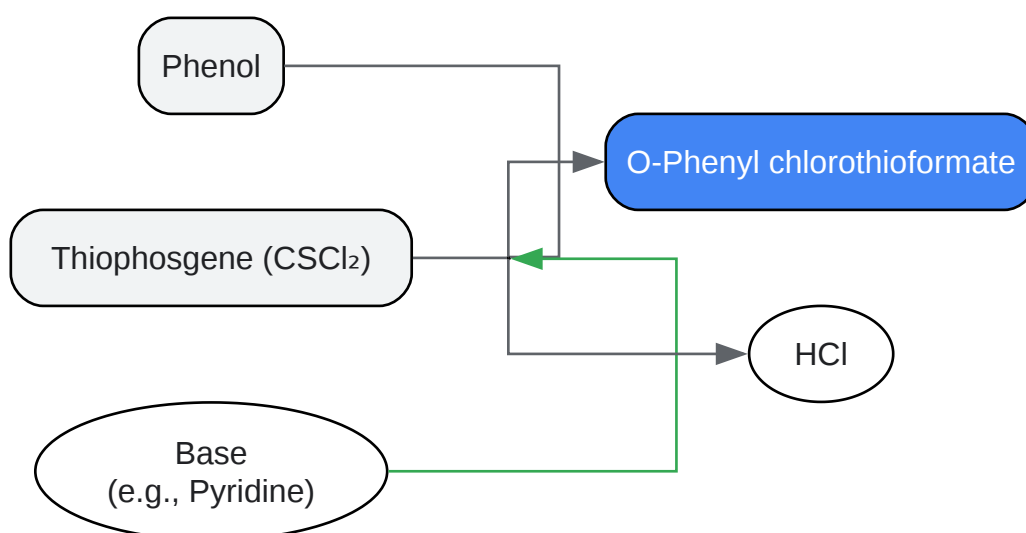 Phenol
O-Phenyl chlorothioformate
Thiophosgene (CSCl₂)
HCl
Base
(e.g., Pyridine)